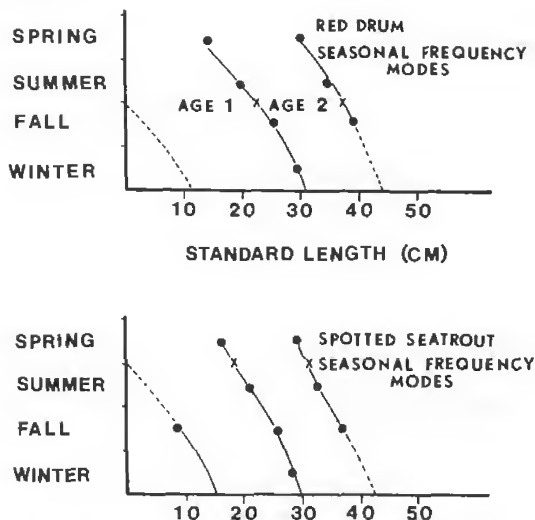 SPRING
SUMMER
FALL
WINTER
RED DRUM
SEASONAL FREQUENCY
MODES
AGE 1
AGE 2
10 20 30 40 50
STANDARD LENGTH (CM)
SPRING
SUMMER
FALL
WINTER
SPOTTED SEATROUT
SEASONAL FREQUENCY
MODES
10 20 30 40 50